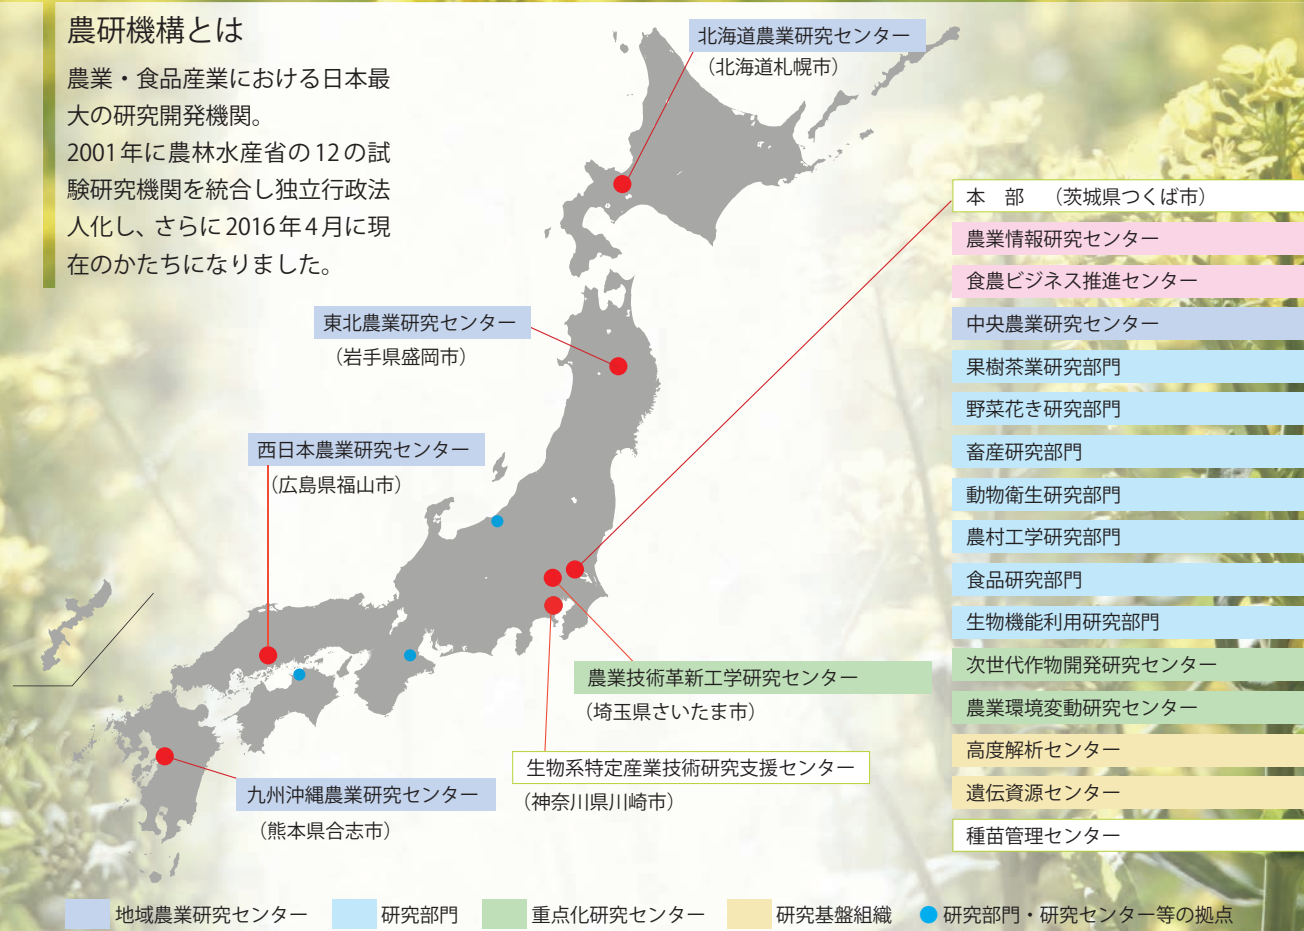 農研機構とは
農業・食品産業における日本最
大の研究開発機関。
2001年に農林水産省の12の試
験研究機関を統合し独立行政法
人化し、さらに2016年4月に現
在のかたちになりました。
北海道農業研究センター
（北海道札幌市）
東北農業研究センター
（岩手県盛岡市）
西日本農業研究センター
（広島県福山市）
農業技術革新工学研究センター
（埼玉県さいたま市）
生物系特定産業技術研究支援センター
（神奈川県川崎市）
九州沖縄農業研究センター
（熊本県合志市）
本　部　（茨城県つくば市）
農業情報研究センター
食農ビジネス推進センター
中央農業研究センター
果樹茶業研究部門
野菜花き研究部門
畜産研究部門
動物衛生研究部門
農村工学研究部門
食品研究部門
生物機能利用研究部門
次世代作物開発研究センター
農業環境変動研究センター
高度解析センター
遺伝資源センター
種苗管理センター
地域農業研究センター　研究部門　重点化研究センター　研究基盤組織　研究部門・研究センター等の拠点